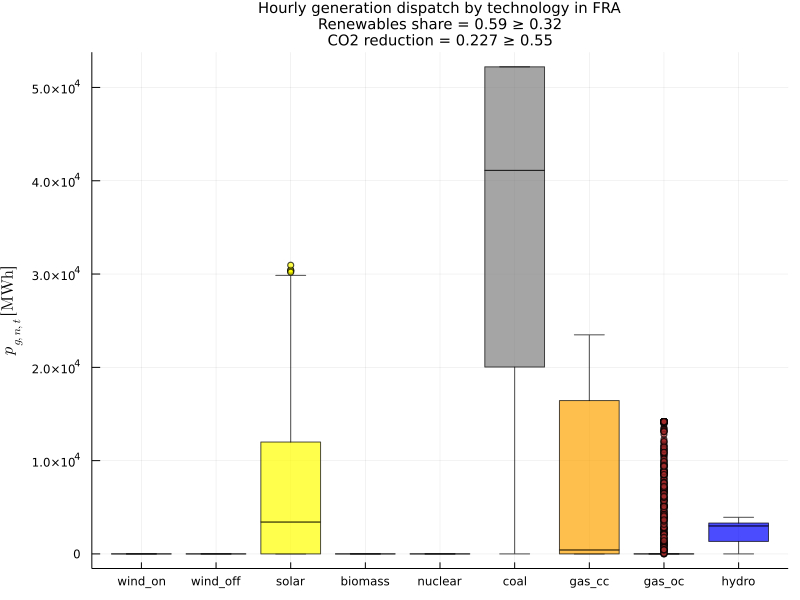 Hourly generation dispatch by technology in FRA
Renewables share = 0.59 ≥ 0.32
CO2 reduction = 0.227 ≥ 0.55
p_{g,n,t} [MWh]
5.0×10⁴
4.0×10⁴
3.0×10⁴
2.0×10⁴
1.0×10⁴
0
wind_on wind_off solar biomass nuclear coal gas_cc gas_oc hydro